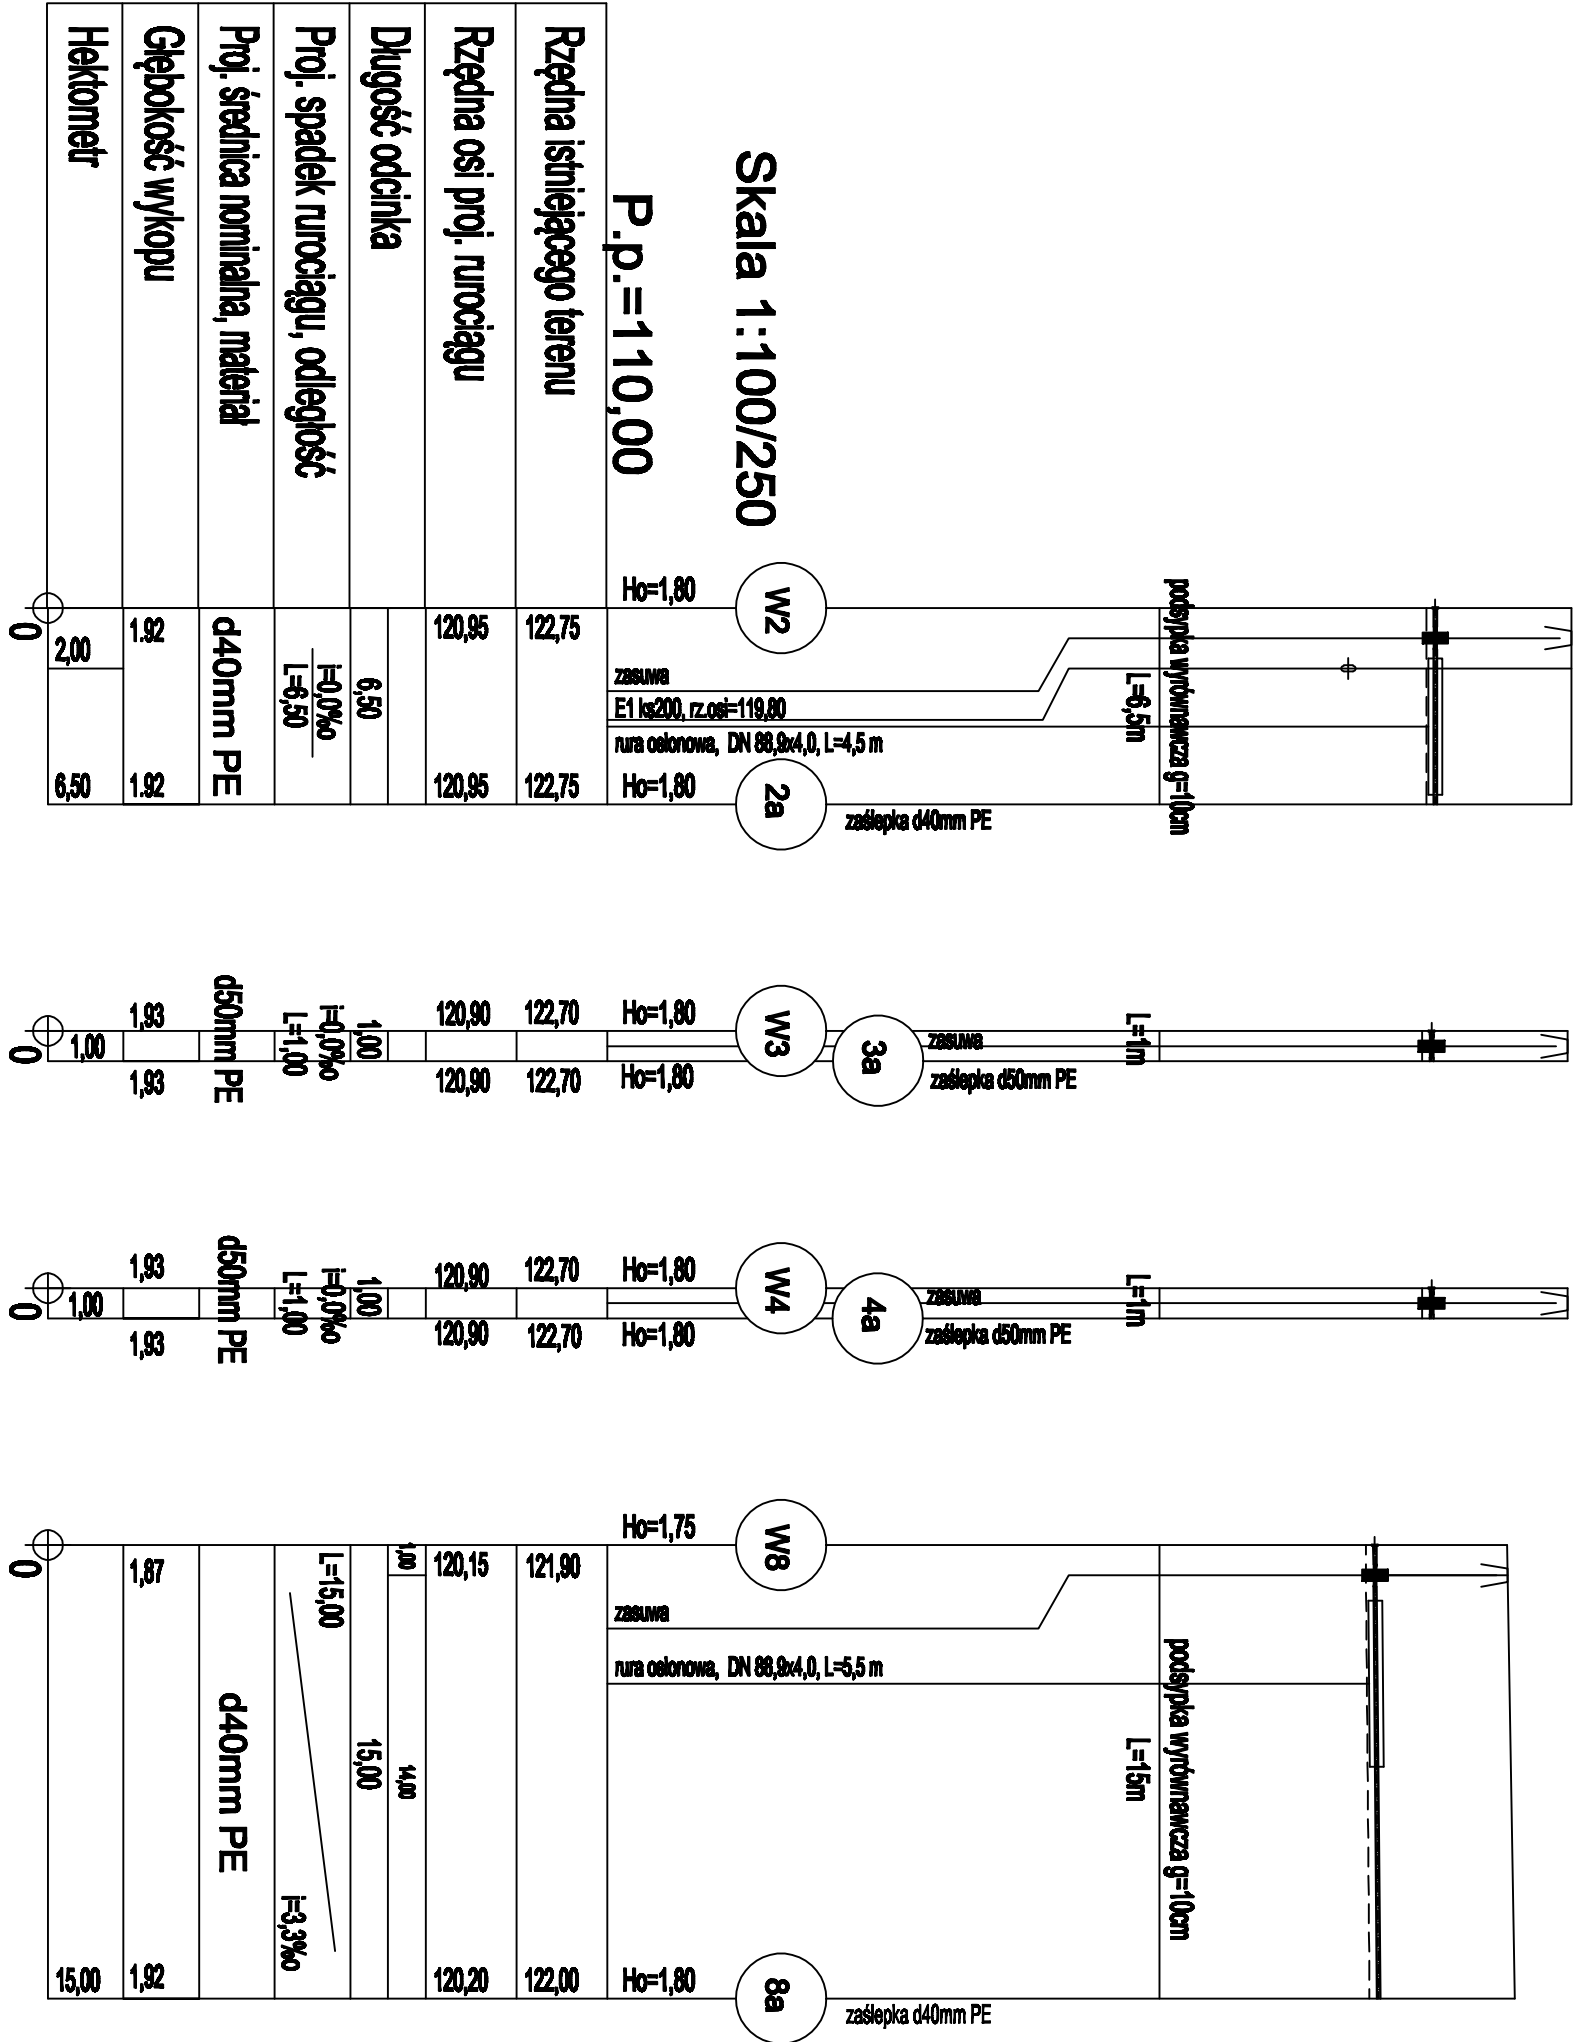 Skala 1:100/250
P.p.=110,00
Rzędna istniejącego terenu
Rzędna osi proj. rurociągu
Długość odcinka
Proj. spadek rurociągu, odległość
Proj. średnica nominalna, materiał
Głębokość wykopu
Hektometr
podsypka wyrównawcza g=10cm
L=6,5m
W2
2a
zaślepka d40mm PE
Ho=1,80
zasuwa
E1 ks200, rz.osi=119,80
rura osłonowa, DN 88,9x4,0, L=4,5 m
Ho=1,80
122,75
122,75
120,95
120,95
6,50
i=0,0‰
L=6,50
d40mm PE
1.92
1.92
2,00
6,50
0
L=1m
zasuwa
zaślepka d50mm PE
W3
3a
Ho=1,80
Ho=1,80
122,70
122,70
120,90
120,90
1,00
i=0,0‰
L=1,00
d50mm PE
1,93
1,93
1,00
0
L=1m
zasuwa
zaślepka d50mm PE
W4
4a
Ho=1,80
Ho=1,80
122,70
122,70
120,90
120,90
1,00
i=0,0‰
L=1,00
d50mm PE
1,93
1,93
1,00
0
podsypka wyrównawcza g=10cm
L=15m
W8
8a
zaślepka d40mm PE
Ho=1,75
zasuwa
rura osłonowa, DN 88,9x4,0, L=5,5 m
Ho=1,80
121,90
122,00
120,15
120,20
1,00
14,00
15,00
L=15,00
i=3,3‰
d40mm PE
1,87
1,92
15,00
0